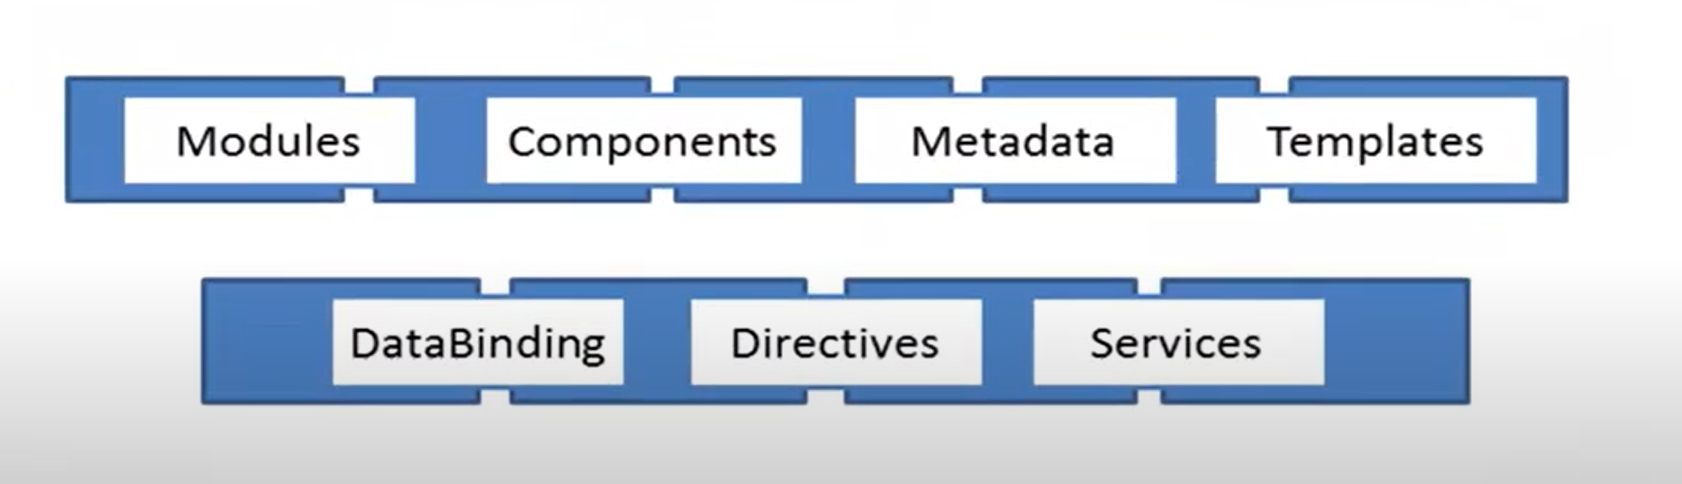 Modules Components Metadata Templates
DataBinding Directives Services